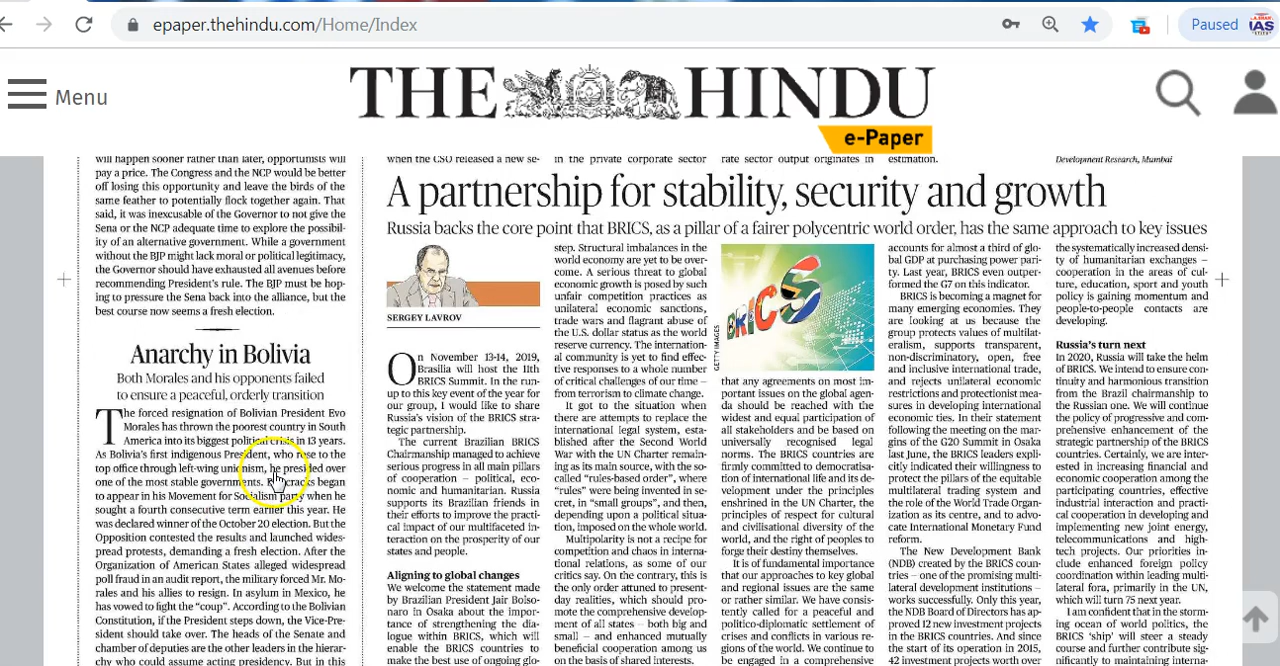 epaper.thehindu.com/Home/Index
Paused
IAS
Menu
THE HINDU
e-Paper
will happen sooner rather than later, opportunists will
pay a price. The Congress and the NCP would be better
off losing this opportunity and leave the birds of the
same feather to potentially flock together again. That
said, it was inexcusable of the Governor to not give the
Sena or the NCP adequate time to explore the possibil-
ity of an alternative government. While a government
without the BJP might lack moral or political legitimacy,
the Governor should have exhausted all avenues before
recommending President's rule. The BJP must be hop-
ing to pressure the Sena back into the alliance, but the
best course now seems a fresh election.
Anarchy in Bolivia
Both Morales and his opponents failed
to ensure a peaceful, orderly transition
The forced resignation of Bolivian President Evo
Morales has thrown the poorest country in South
America into its biggest political crisis in 13 years.
As Bolivia's first indigenous President, who rose to the
top office through left-wing unionism, he presided over
one of the most stable governments. But cracks began
to appear in his Movement for Socialism party when he
sought a fourth consecutive term earlier this year. He
was declared winner of the October 20 election. But the
Opposition contested the results and launched wides-
pread protests, demanding a fresh election. After the
Organization of American States alleged widespread
poll fraud in an audit report, the military forced Mr. Mo-
rales and his allies to resign. In asylum in Mexico, he
has vowed to fight the "coup". According to the Bolivian
Constitution, if the President steps down, the Vice-Pre-
sident should take over. The heads of the Senate and
chamber of deputies are the other leaders in the hierar-
chy who could assume acting presidency. But in this
when the CSO released a new se-
in the private corporate sector
rate sector output originates in
estimation.
Development Research, Mumbai
A partnership for stability, security and growth
Russia backs the core point that BRICS, as a pillar of a fairer polycentric world order, has the same approach to key issues
SERGEY LAVROV
On November 13-14, 2019,
Brasilia will host the 11th
BRICS Summit. In the run-
up to this key event of the year for
our group, I would like to share
Russia's vision of the BRICS stra-
tegic partnership.
The current Brazilian BRICS
Chairmanship managed to achieve
serious progress in all main pillars
of cooperation – political, eco-
nomic and humanitarian. Russia
supports its Brazilian friends in
their efforts to improve the practi-
cal impact of our multifaceted in-
teraction on the prosperity of our
states and people.
Aligning to global changes
We welcome the statement made
by Brazilian President Jair Bolso-
naro in Osaka about the impor-
tance of strengthening the dia-
logue within BRICS, which will
enable the BRICS countries to
make the best use of ongoing glo-
step. Structural imbalances in the
world economy are yet to be over-
come. A serious threat to global
economic growth is posed by such
unfair competition practices as
unilateral economic sanctions,
trade wars and flagrant abuse of
the U.S. dollar status as the world
reserve currency. The internation-
al community is yet to find effec-
tive responses to a whole number
of critical challenges of our time –
from terrorism to climate change.
It got to the situation when
there are attempts to replace the
international legal system, estab-
lished after the Second World
War with the UN Charter remain-
ing as its main source, with the so-
called "rules-based order", where
"rules" were being invented in se-
cret, in "small groups", and then,
depending upon a political situa-
tion, imposed on the whole world.
Multipolarity is not a recipe for
competition and chaos in interna-
tional relations, as some of our
critics say. On the contrary, this is
the only order attuned to present-
day realities, which should pro-
mote the comprehensive develop-
ment of all states – both big and
small – and enhanced mutually
beneficial cooperation among us
on the basis of shared interests.
BRICS
GETTY IMAGES
that any agreements on most im-
portant issues on the global agen-
da should be reached with the
widest and equal participation of
all stakeholders and be based on
universally recognised legal
norms. The BRICS countries are
firmly committed to democratisa-
tion of international life and its de-
velopment under the principles
enshrined in the UN Charter, the
principles of respect for cultural
and civilisational diversity of the
world, and the right of peoples to
forge their destiny themselves.
It is of fundamental importance
that our approaches to key global
and regional issues are the same
or rather similar. We have consis-
tently called for a peaceful and
politico-diplomatic settlement of
crises and conflicts in various re-
gions of the world. We continue to
be engaged in a comprehensive
accounts for almost a third of glo-
bal GDP at purchasing power pari-
ty. Last year, BRICS even outper-
formed the G7 on this indicator.
BRICS is becoming a magnet for
many emerging economies. They
are looking at us because the
group protects values of multilat-
eralism, supports transparent,
non-discriminatory, open, free
and inclusive international trade,
and rejects unilateral economic
restrictions and protectionist mea-
sures in developing international
economic ties. In their statement
following the meeting on the mar-
gins of the G20 Summit in Osaka
last June, the BRICS leaders expli-
citly indicated their willingness to
protect the pillars of the equitable
multilateral trading system and
the role of the World Trade Organ-
ization as its centre, and to advo-
cate International Monetary Fund
reform.
The New Development Bank
(NDB) created by the BRICS coun-
tries – one of the promising multi-
lateral development institutions –
works successfully. Only this year,
the NDB Board of Directors has ap-
proved 12 new investment projects
in the BRICS countries. And since
the start of its operation in 2015,
42 investment projects worth over
the systematically increased densi-
ty of humanitarian exchanges –
cooperation in the areas of cul-
ture, education, sport and youth
policy is gaining momentum and
people-to-people contacts are
developing.
Russia's turn next
In 2020, Russia will take the helm
of BRICS. We intend to ensure con-
tinuity and harmonious transition
from the Brazil chairmanship to
the Russian one. We will continue
the policy of progressive and com-
prehensive enhancement of the
strategic partnership of the BRICS
countries. Certainly, we are inter-
ested in increasing financial and
economic cooperation among the
participating countries, effective
industrial interaction and practi-
cal cooperation in developing and
implementing new joint energy,
telecommunications and high-
tech projects. Our priorities in-
clude enhanced foreign policy
coordination within leading multi-
lateral fora, primarily in the UN,
which will turn 75 next year.
I am confident that in the storm-
ing ocean of world politics, the
BRICS 'ship' will steer a steady
course and further contribute sig-
nificantly to maintaining interna-